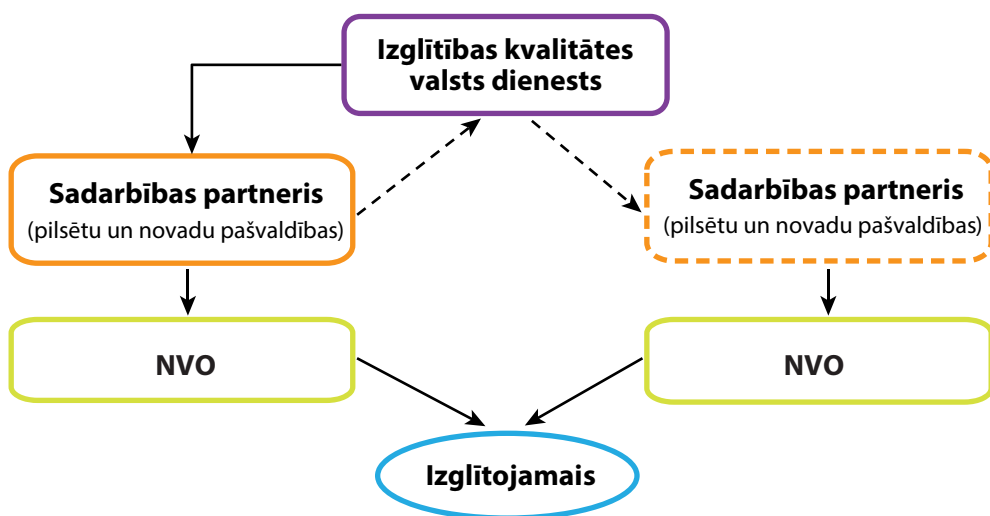 Izglītības kvalitātes
valsts dienests
Sadarbības partneris
(pilsētu un novadu pašvaldības)
Sadarbības partneris
(pilsētu un novadu pašvaldības)
NVO
NVO
Izglītojamais